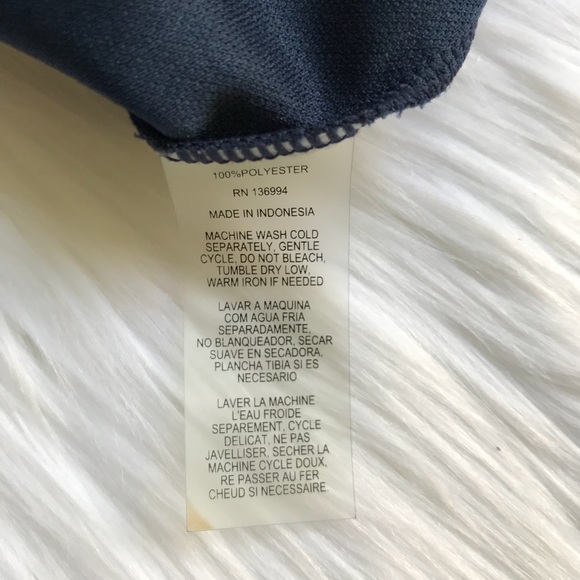 100%POLYESTER
RN 136994
MADE IN INDONESIA
MACHINE WASH COLD
SEPARATELY, GENTLE
CYCLE, DO NOT BLEACH,
TUMBLE DRY LOW,
WARM IRON IF NEEDED
LAVAR A MAQUINA
COM AGUA FRIA
SEPARADAMENTE,
NO BLANQUEADOR, SECAR
SUAVE EN SECADORA,
PLANCHA TIBIA SI ES
NECESARIO
LAVER LA MACHINE
L'EAU FROIDE
SEPAREMENT, CYCLE
DELICAT, NE PAS
JAVELLISER, SECHER LA
MACHINE CYCLE DOUX,
RE PASSER AU FER
CHEUD SI NECESSAIRE.